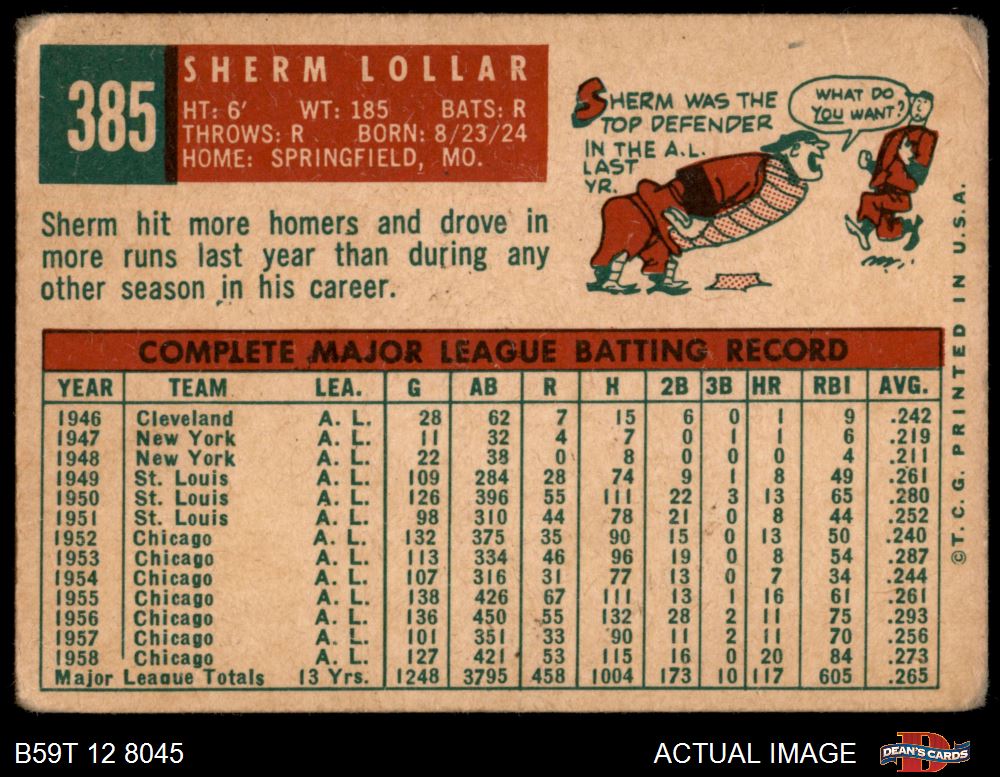 385
SHERM LOLLAR
HT: 6' WT: 185 BATS: R
THROWS: R BORN: 8/23/24
HOME: SPRINGFIELD, MO.
SHERM WAS THE
TOP DEFENDER
IN THE A.L.
LAST
YR.
WHAT DO
YOU WANT?
Sherm hit more homers and drove in
more runs last year than during any
other season in his career.
COMPLETE MAJOR LEAGUE BATTING RECORD
YEAR TEAM LEA. G AB R H 2B 3B HR RBI AVG.
1946 Cleveland A. L. 28 62 7 15 6 0 1 9 .242
1947 New York A. L. 11 32 4 7 0 1 1 6 .219
1948 New York A. L. 22 38 0 8 0 0 0 4 .211
1949 St. Louis A. L. 109 284 28 74 9 1 8 49 .261
1950 St. Louis A. L. 126 396 55 111 22 3 13 65 .280
1951 St. Louis A. L. 98 310 44 78 21 0 8 44 .252
1952 Chicago A. L. 132 375 35 90 15 0 13 50 .240
1953 Chicago A. L. 113 334 46 96 19 0 8 54 .287
1954 Chicago A. L. 107 316 31 77 13 0 7 34 .244
1955 Chicago A. L. 138 426 67 111 13 1 16 61 .261
1956 Chicago A. L. 136 450 55 132 28 2 11 75 .293
1957 Chicago A. L. 101 351 33 90 11 2 11 70 .256
1958 Chicago A. L. 127 421 53 115 16 0 20 84 .273
Major League Totals 13 Yrs. 1248 3795 458 1004 173 10 117 605 .265
©T. C. G. PRINTED IN U.S.A.
B59T 12 8045
ACTUAL IMAGE
D
DEAN'S CARDS